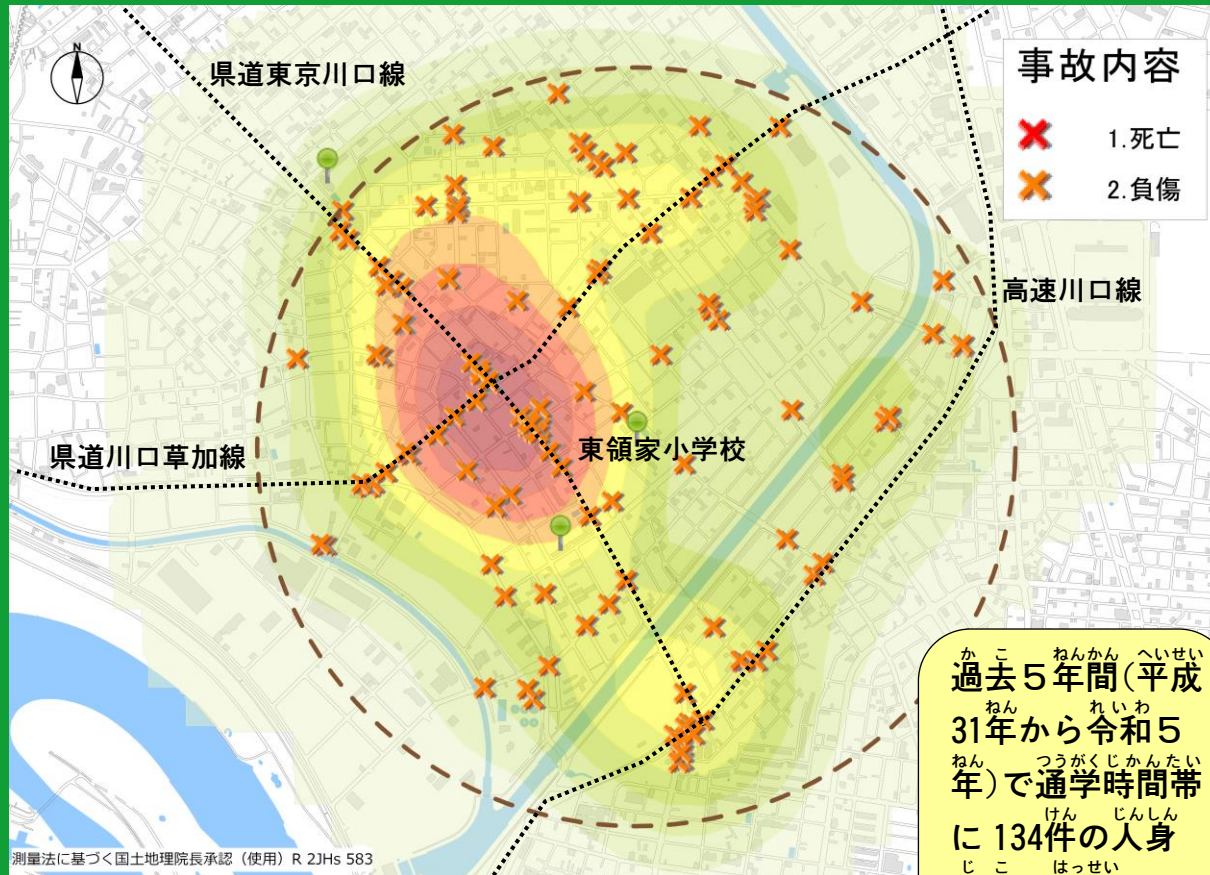 N
県道東京川口線
事故内容
1.死亡
2.負傷
高速川口線
県道川口草加線
東領家小学校
かこ ねんかん へいせい
過去5年間(平成
ねん れいわ
31年から令和5
ねん つうがくじかんたい
年)で通学時間帯
けん じんしん
に134件の人身
じこ はっせい
測量法に基づく国土地理院長承認(使用)R 2JHs 583